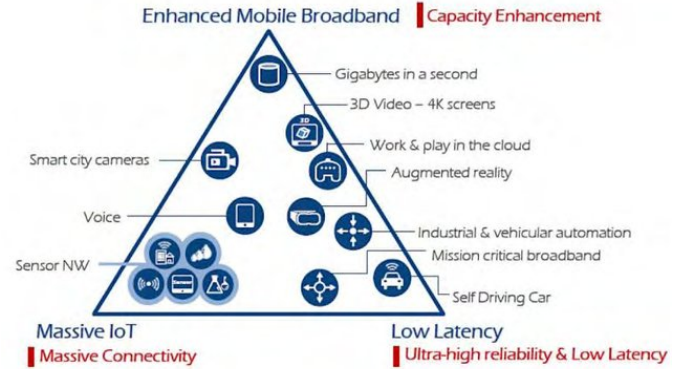 Enhanced Mobile Broadband
Capacity Enhancement
Gigabytes in a second
3D Video – 4K screens
3D
Work & play in the cloud
Smart city cameras
Augmented reality
Voice
Industrial & vehicular automation
Mission critical broadband
Sensor NW
Sensor
Self Driving Car
Massive IoT
Low Latency
Massive Connectivity
Ultra-high reliability & Low Latency